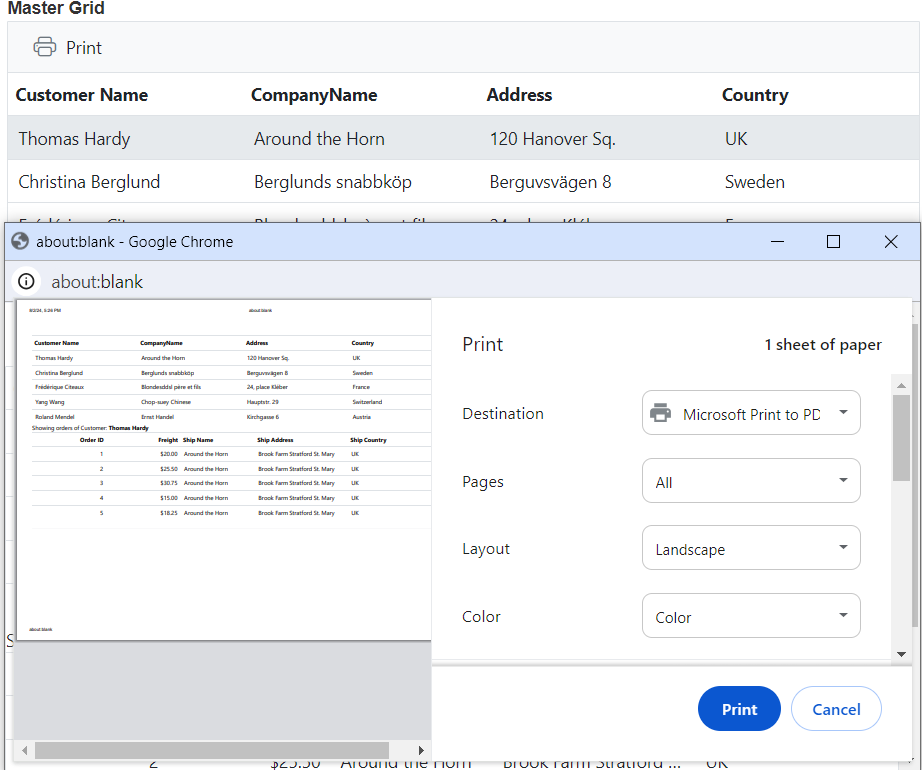 Master Grid
Print
Customer Name CompanyName Address Country
Thomas Hardy Around the Horn 120 Hanover Sq. UK
Christina Berglund Berglunds snabbköp Berguvsvägen 8 Sweden
about:blank - Google Chrome
about:blank
8/2/24, 5:26 PM about:blank
Customer Name CompanyName Address Country
Thomas Hardy Around the Horn 120 Hanover Sq. UK
Christina Berglund Berglunds snabbköp Berguvsvägen 8 Sweden
Frédérique Citeaux Blondesddsl père et fils 24, place Kléber France
Yang Wang Chop-suey Chinese Hauptstr. 29 Switzerland
Roland Mendel Ernst Handel Kirchgasse 6 Austria
Showing orders of Customer: Thomas Hardy
Order ID Freight Ship Name Ship Address Ship Country
1 $20.00 Around the Horn Brook Farm Stratford St. Mary UK
2 $25.50 Around the Horn Brook Farm Stratford St. Mary UK
3 $30.75 Around the Horn Brook Farm Stratford St. Mary UK
4 $15.00 Around the Horn Brook Farm Stratford St. Mary UK
5 $18.25 Around the Horn Brook Farm Stratford St. Mary UK
about:blank
Print 1 sheet of paper
Destination Microsoft Print to PD
Pages All
Layout Landscape
Color Color
Print Cancel
2 $25.50 Around the Horn Brook Farm Stratford ... UK